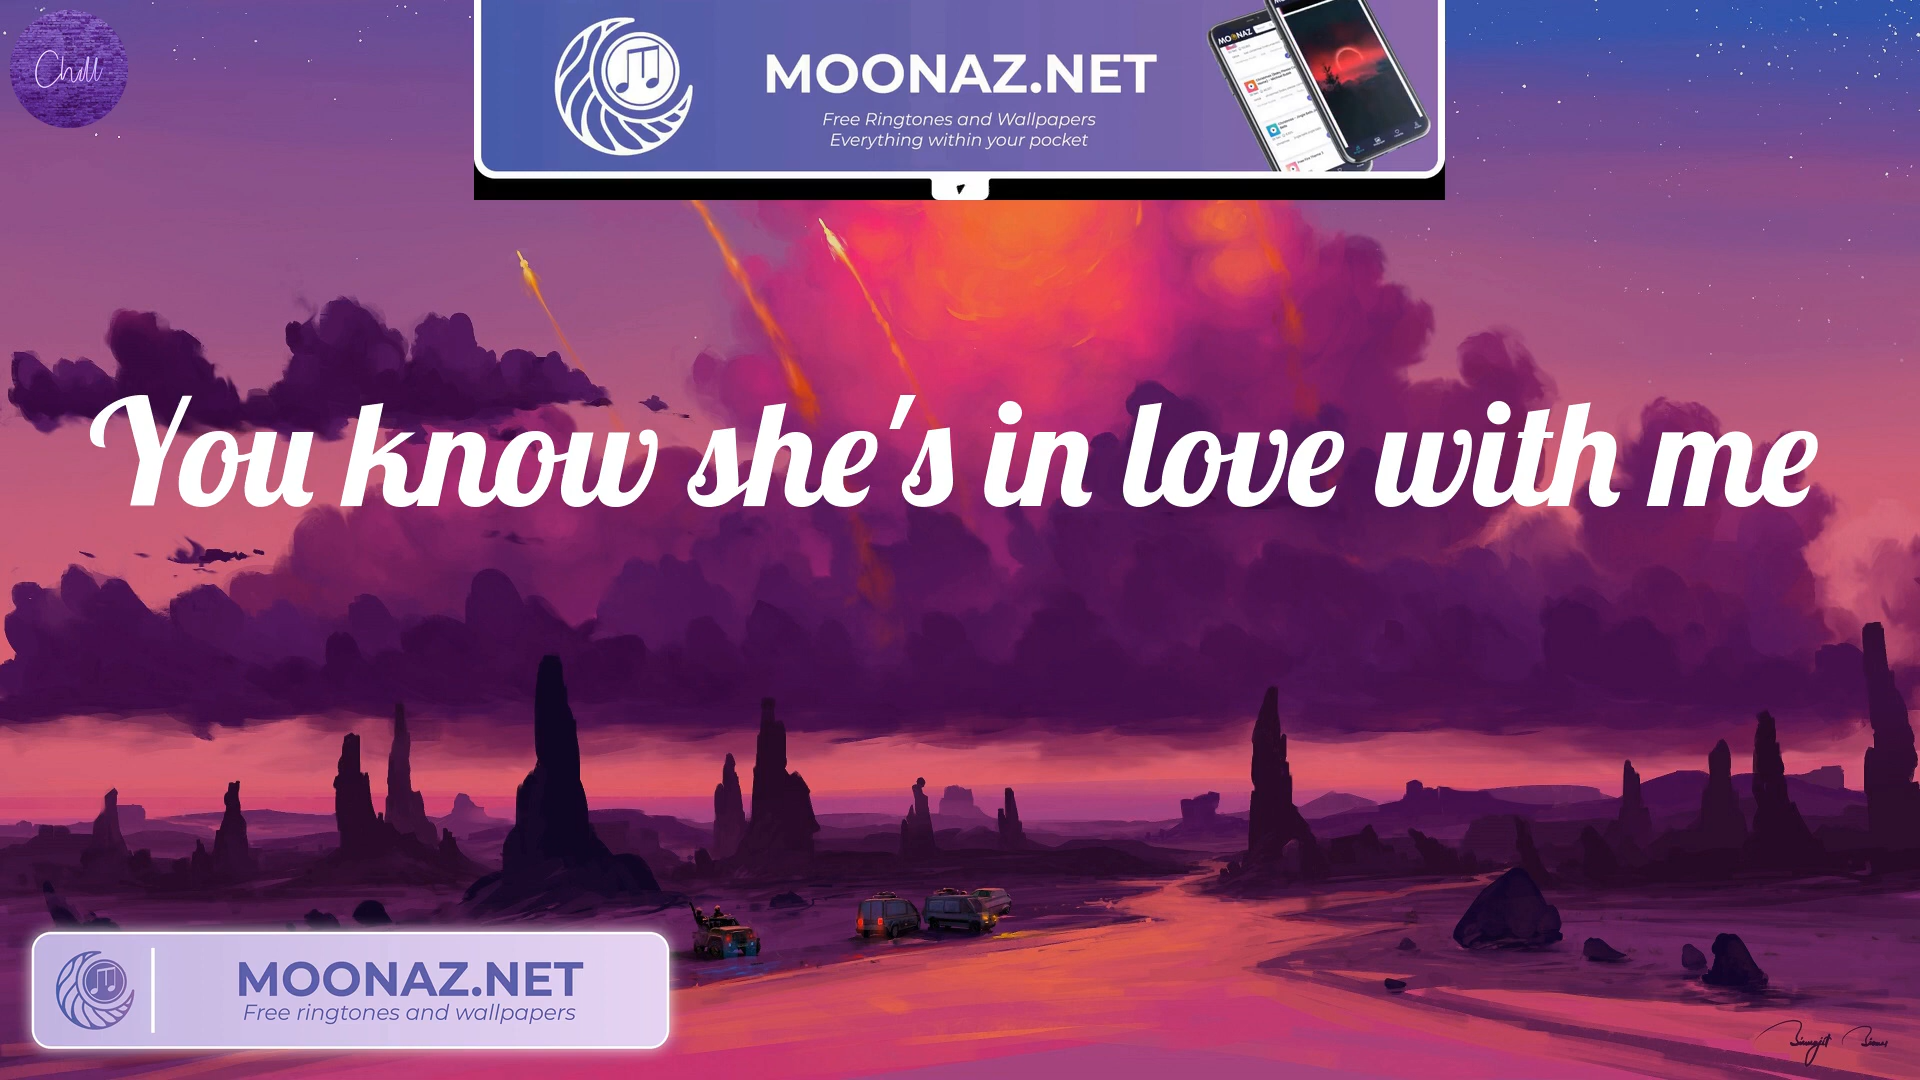 Chill
MOONAZ.NET
Free Ringtones and Wallpapers
Everything within your pocket
MOONAZ
You know she's in love with me
MOONAZ.NET
Free ringtones and wallpapers